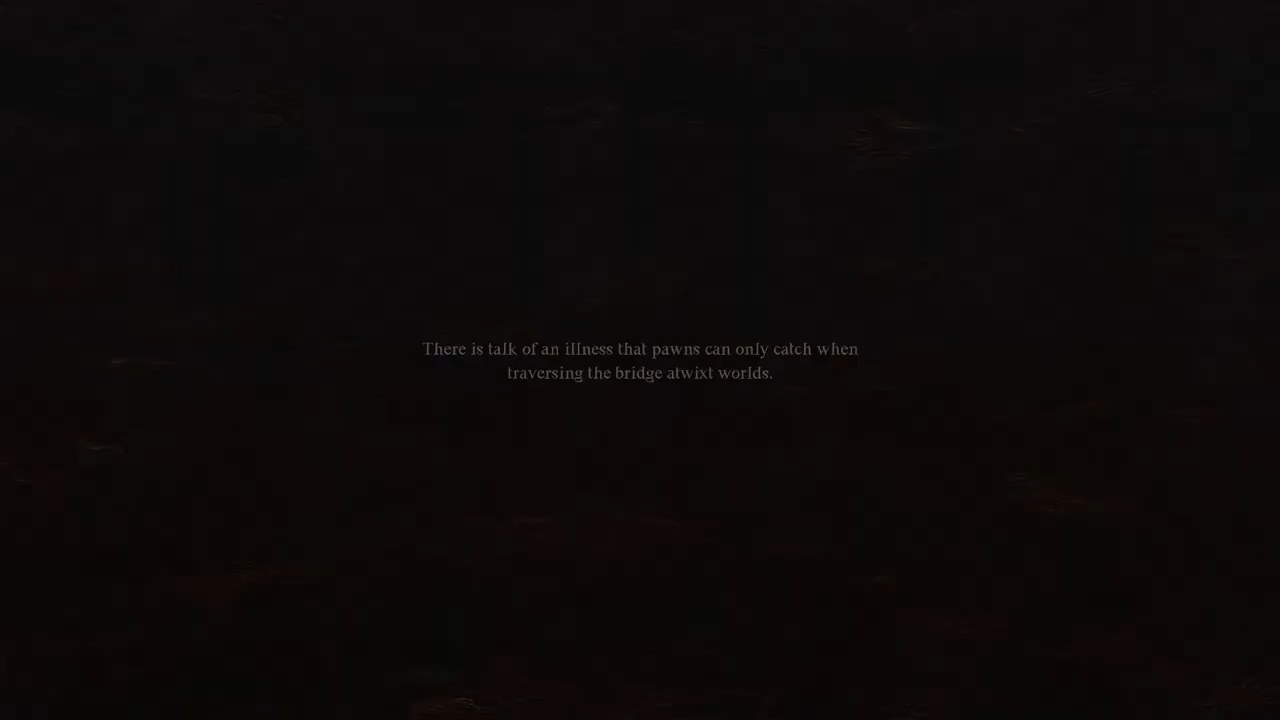 There is talk of an illness that pawns can only catch when
traversing the bridge atwixt worlds.